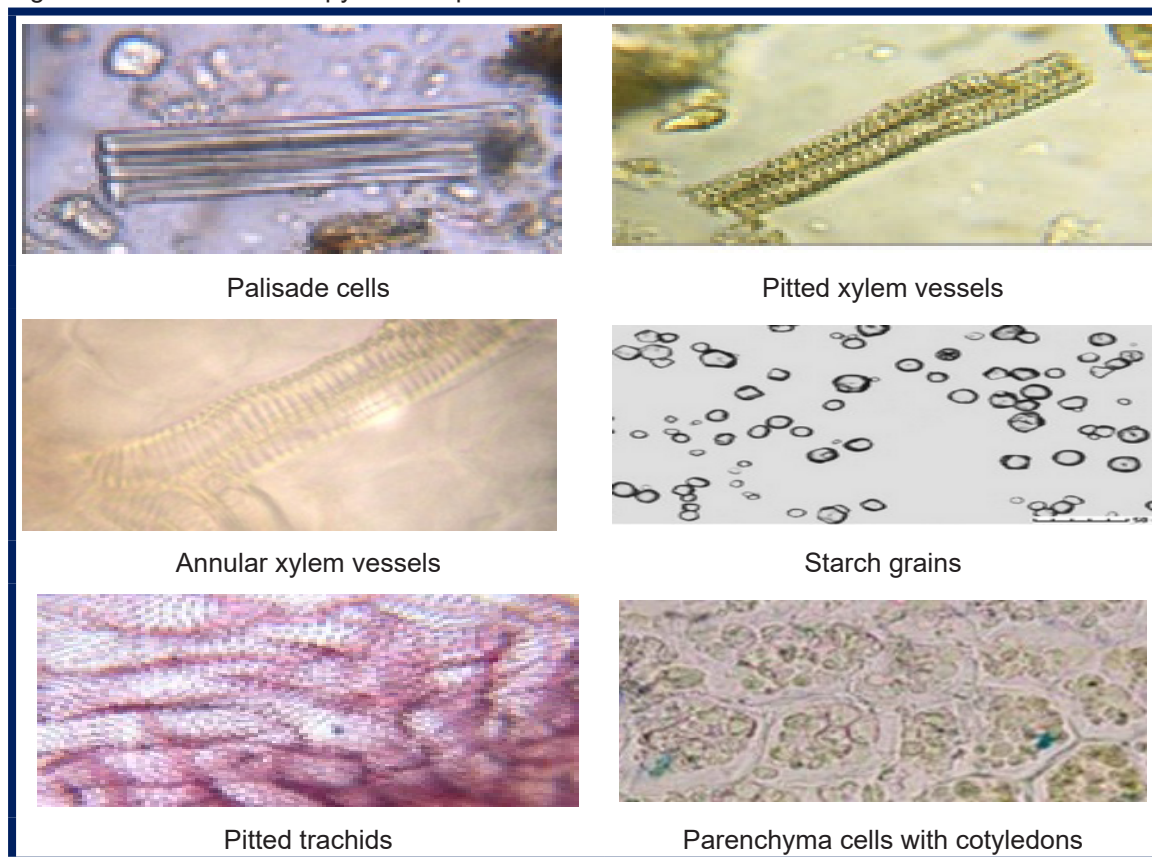 Palisade cells
Pitted xylem vessels
Annular xylem vessels
Starch grains
Pitted trachids
Parenchyma cells with cotyledons